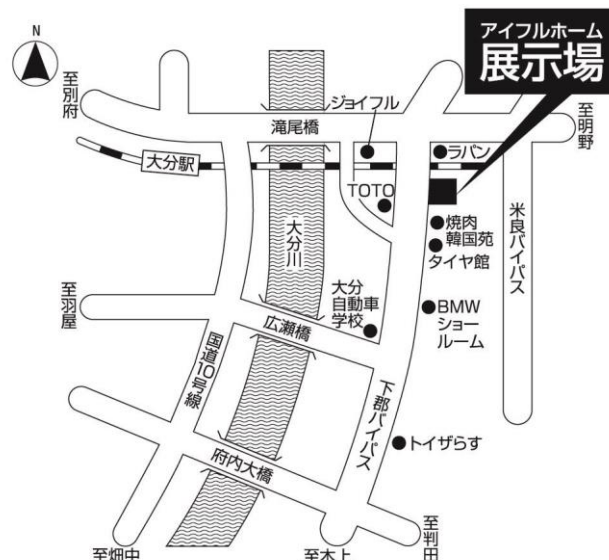 アイフルホーム
展示場
N
至別府
ジョイフル
滝尾橋
至明野
大分駅
ラパン
TOTO
米良バイパス
大分川
焼肉
韓国苑
タイヤ館
大分
自動車
学校
至羽屋
広瀬橋
BMW
ショー
ルーム
国道10号線
下郡バイパス
トイザらす
府内大橋
至畑中
至木上
至判田